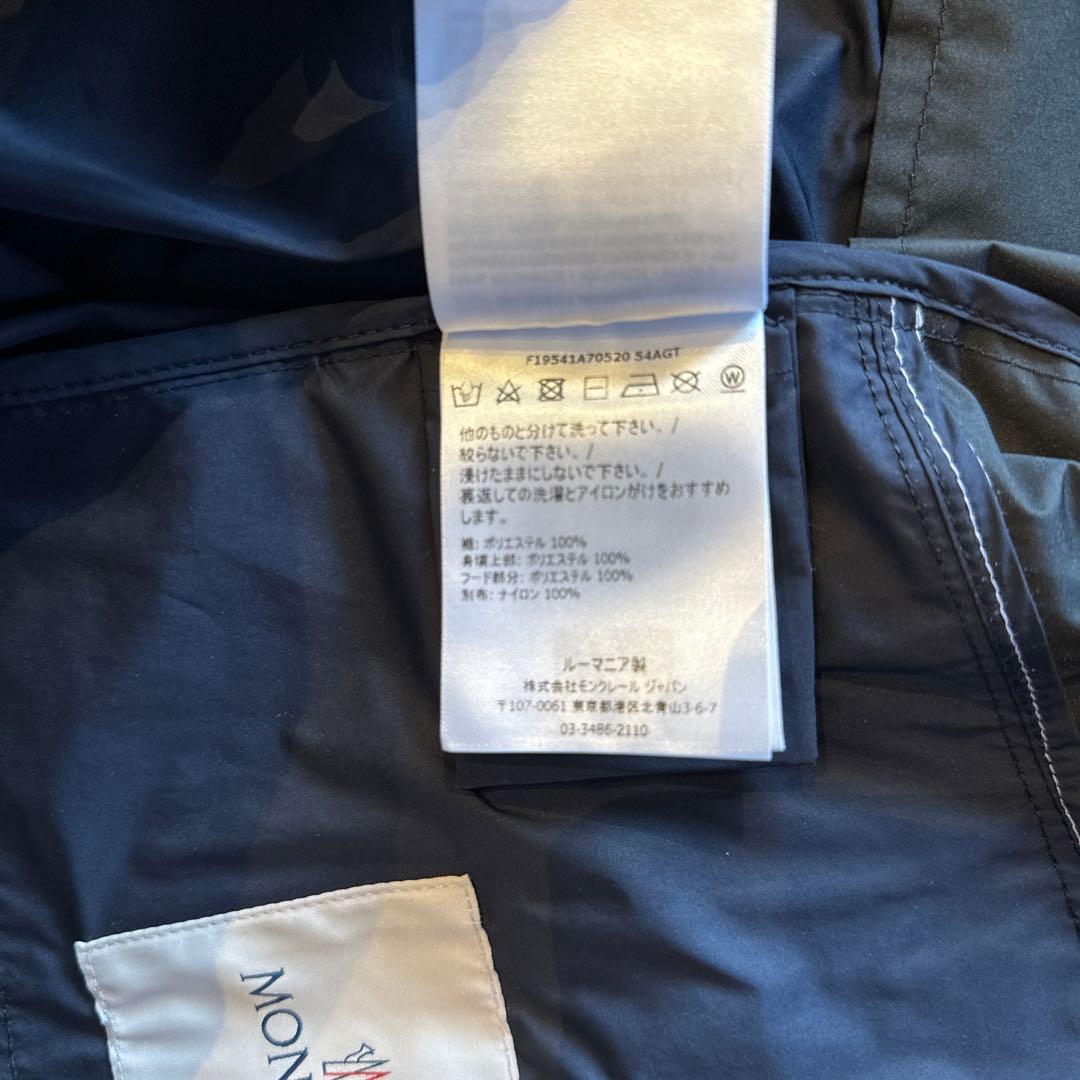 F19541A70520 54AGT
W
他のものと分けて洗って下さい。/
絞らないで下さい。/
浸けたままにしないで下さい。/
裏返しての洗濯とアイロンがけをおすすめ
します。
裾: ポリエステル 100%
身頃上部: ポリエステル 100%
フード部分: ポリエステル 100%
別布: ナイロン 100%
ルーマニア製
株式会社モンクレール ジャパン
〒107-0061 東京都港区北青山3-6-7
03-3486-2110
MON